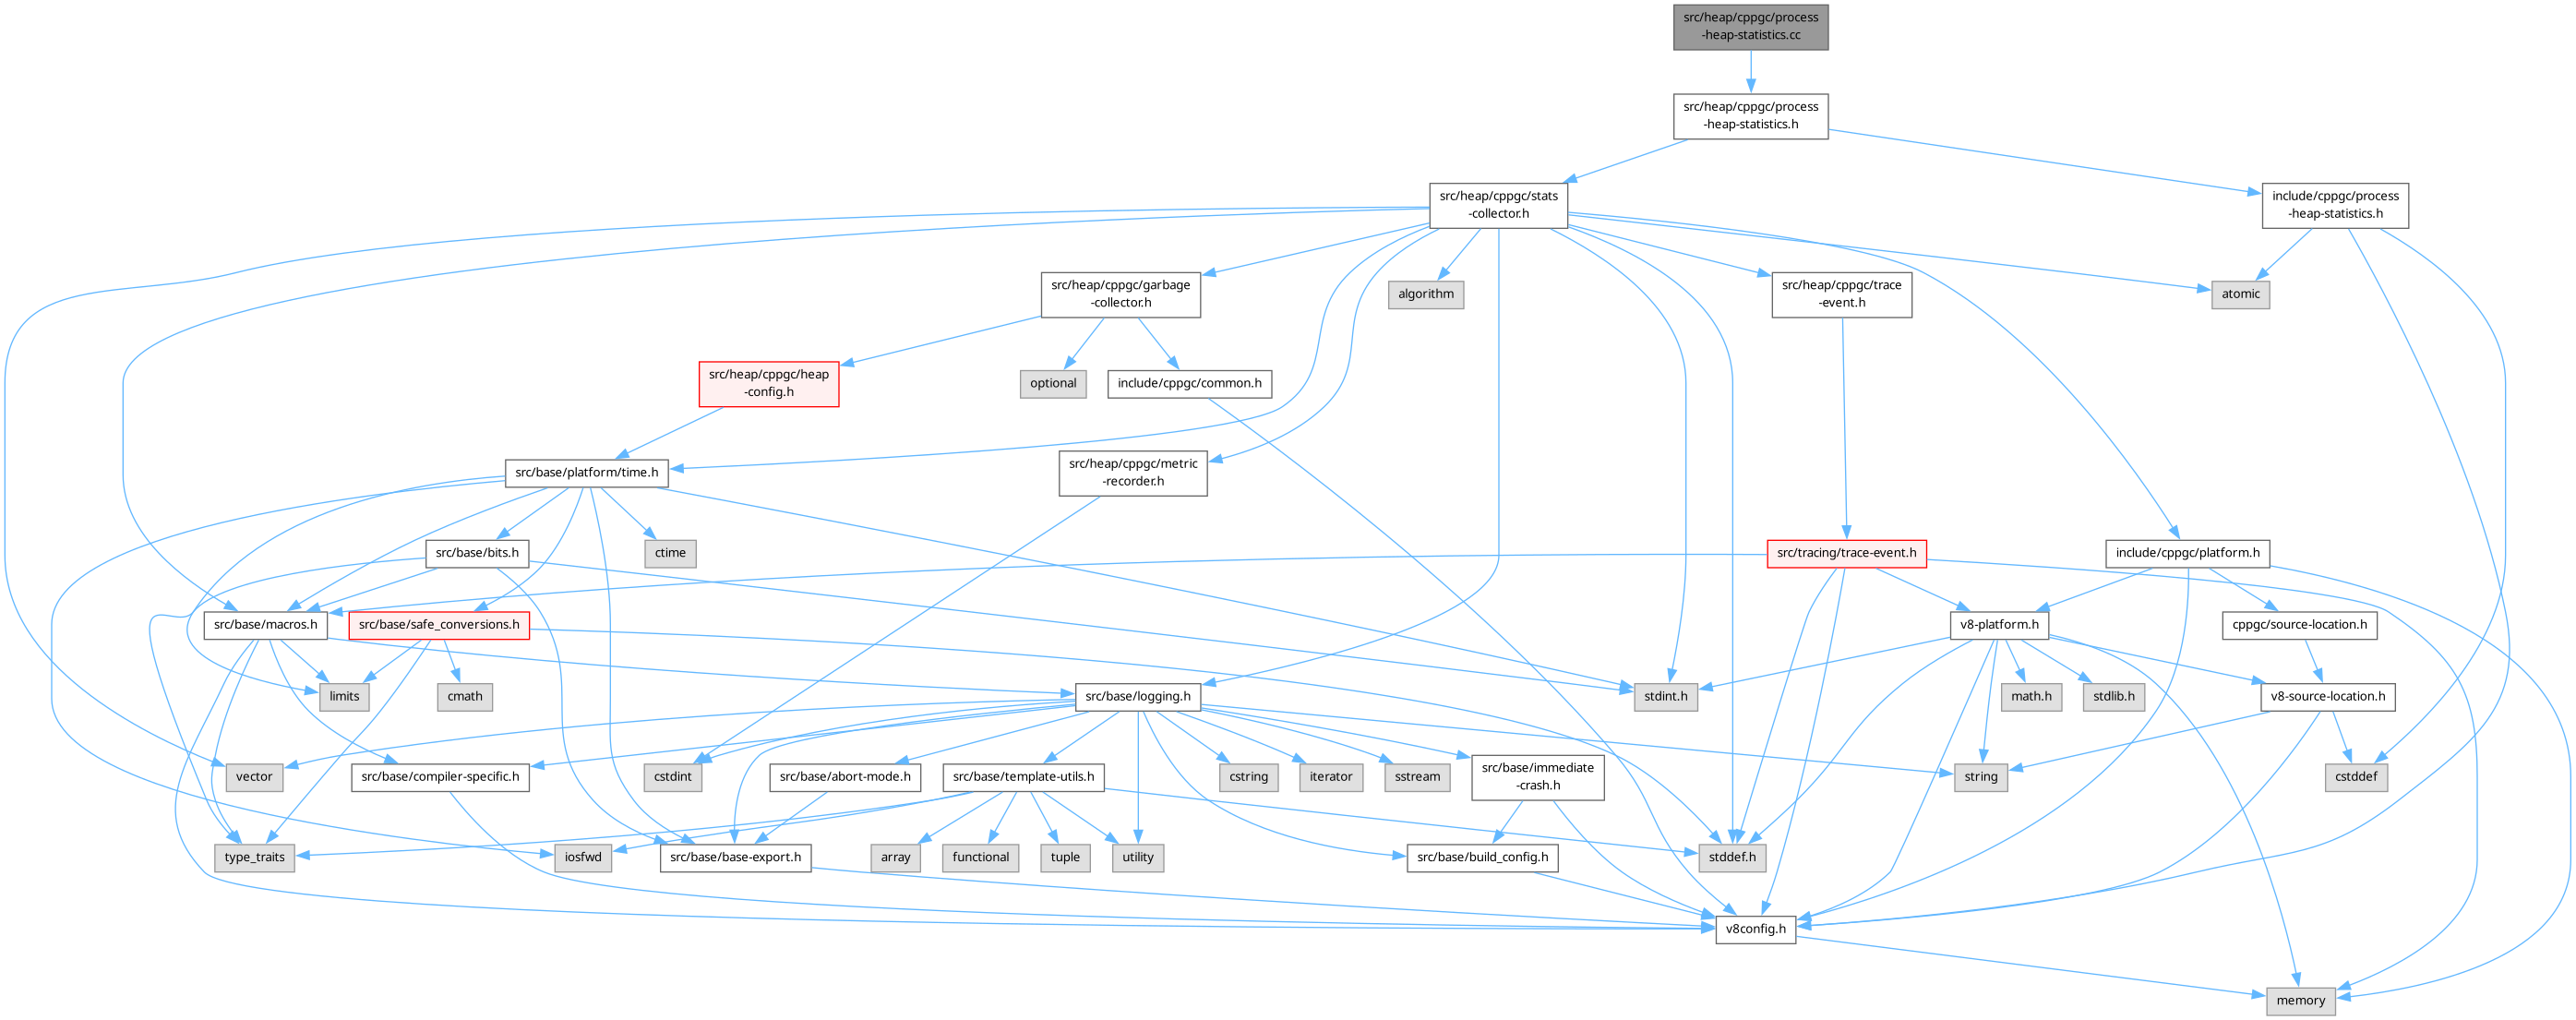 src/heap/cppgc/process
-heap-statistics.cc
src/heap/cppgc/process
-heap-statistics.h
src/heap/cppgc/stats
-collector.h
include/cppgc/process
-heap-statistics.h
src/heap/cppgc/garbage
-collector.h
algorithm
src/heap/cppgc/trace
-event.h
atomic
src/heap/cppgc/heap
-config.h
optional
include/cppgc/common.h
src/base/platform/time.h
src/heap/cppgc/metric
-recorder.h
src/base/bits.h
ctime
src/tracing/trace-event.h
include/cppgc/platform.h
src/base/macros.h
src/base/safe_conversions.h
v8-platform.h
cppgc/source-location.h
limits
cmath
src/base/logging.h
stdint.h
math.h
stdlib.h
v8-source-location.h
vector
src/base/compiler-specific.h
cstdint
src/base/abort-mode.h
src/base/template-utils.h
cstring
iterator
sstream
src/base/immediate
-crash.h
string
cstddef
type_traits
iosfwd
src/base/base-export.h
array
functional
tuple
utility
src/base/build_config.h
stddef.h
v8config.h
memory